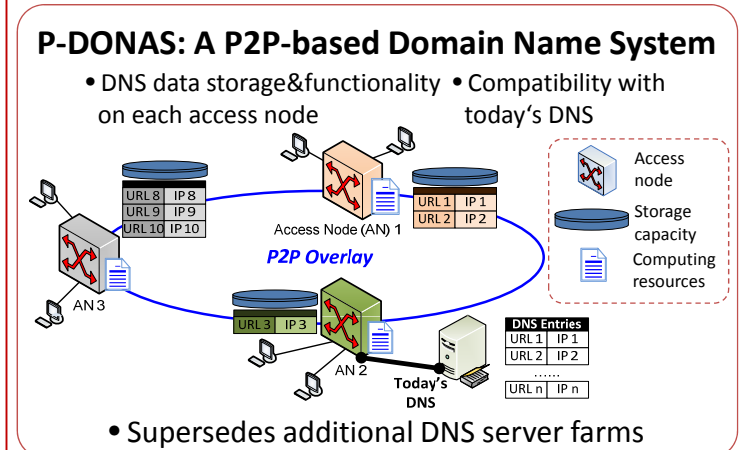 P-DONAS: A P2P-based Domain Name System
• DNS data storage&functionality on each access node
• Compatibility with today‘s DNS
URL 8 IP 8
URL 9 IP 9
URL 10 IP 10
Access Node (AN) 1
URL 1 IP 1
URL 2 IP 2
Access node
Storage capacity
Computing resources
P2P Overlay
AN 3
URL 3 IP 3
AN 2
Today's DNS
DNS Entries
URL 1 IP 1
URL 2 IP 2
......
URL n IP n
• Supersedes additional DNS server farms